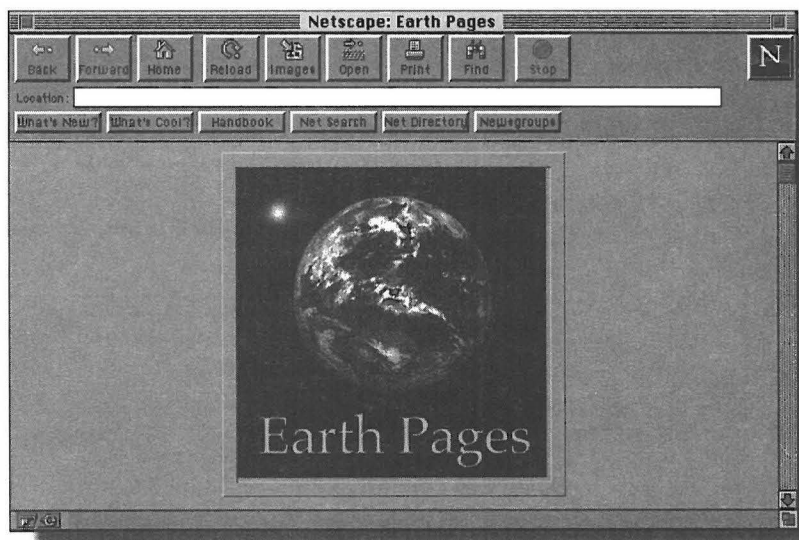 Netscape: Earth Pages
Back Forward Home Reload Images Open Print Find Stop
N
Location:
What's New? What's Cool? Handbook Net Search Net Directory Newsgroups
Earth Pages